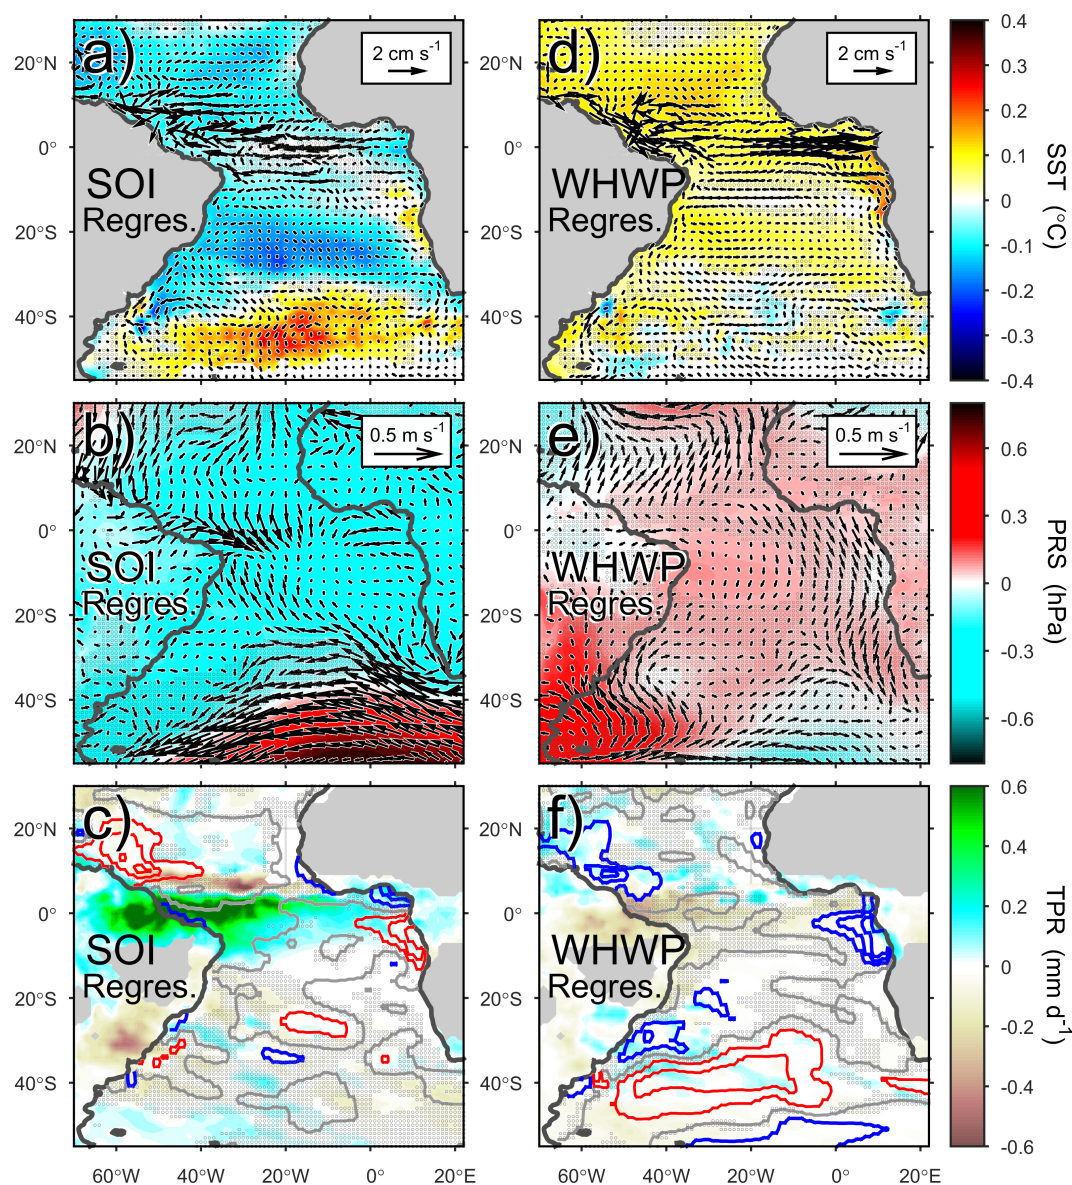 a)
2 cm s⁻¹
SOI
Regres.
20°N
0°
20°S
40°S
d)
2 cm s⁻¹
WHWP
Regres.
20°N
0°
20°S
40°S
0.4
0.3
0.2
0.1
0
-0.1
-0.2
-0.3
-0.4
SST (°C)
b)
0.5 m s⁻¹
SOI
Regres.
20°N
0°
20°S
40°S
e)
0.5 m s⁻¹
WHWP
Regres.
20°N
0°
20°S
40°S
0.6
0.3
0
-0.3
-0.6
PRS (hPa)
c)
SOI
Regres.
20°N
0°
20°S
40°S
60°W
40°W
20°W
0°
20°E
f)
WHWP
Regres.
20°N
0°
20°S
40°S
60°W
40°W
20°W
0°
20°E
0.6
0.4
0.2
0
-0.2
-0.4
-0.6
TPR (mm d⁻¹)